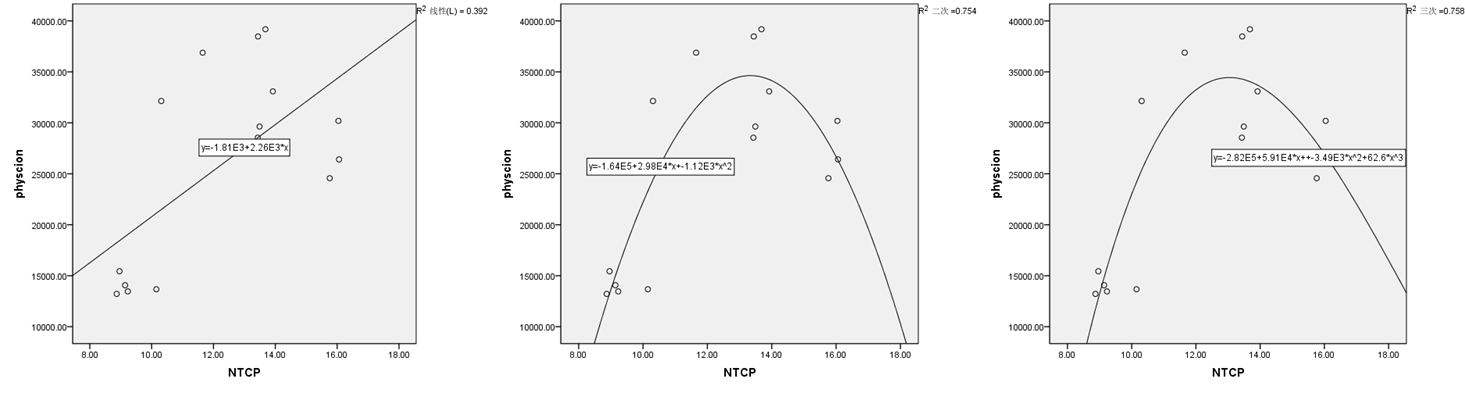 R² 线性(L) = 0.392
40000.00
35000.00
30000.00
25000.00
20000.00
15000.00
10000.00
physcion
y=-1.81E3+2.26E3*x
8.00 10.00 12.00 14.00 16.00 18.00
NTCP
R² 二次 =0.754
40000.00
35000.00
30000.00
25000.00
20000.00
15000.00
10000.00
physcion
y=-1.64E5+2.98E4*x+-1.12E3*x^2
8.00 10.00 12.00 14.00 16.00 18.00
NTCP
R² 三次 =0.758
40000.00
35000.00
30000.00
25000.00
20000.00
15000.00
10000.00
physcion
y=-2.82E5+5.91E4*x++-3.49E3*x^2+62.6*x^3
8.00 10.00 12.00 14.00 16.00 18.00
NTCP